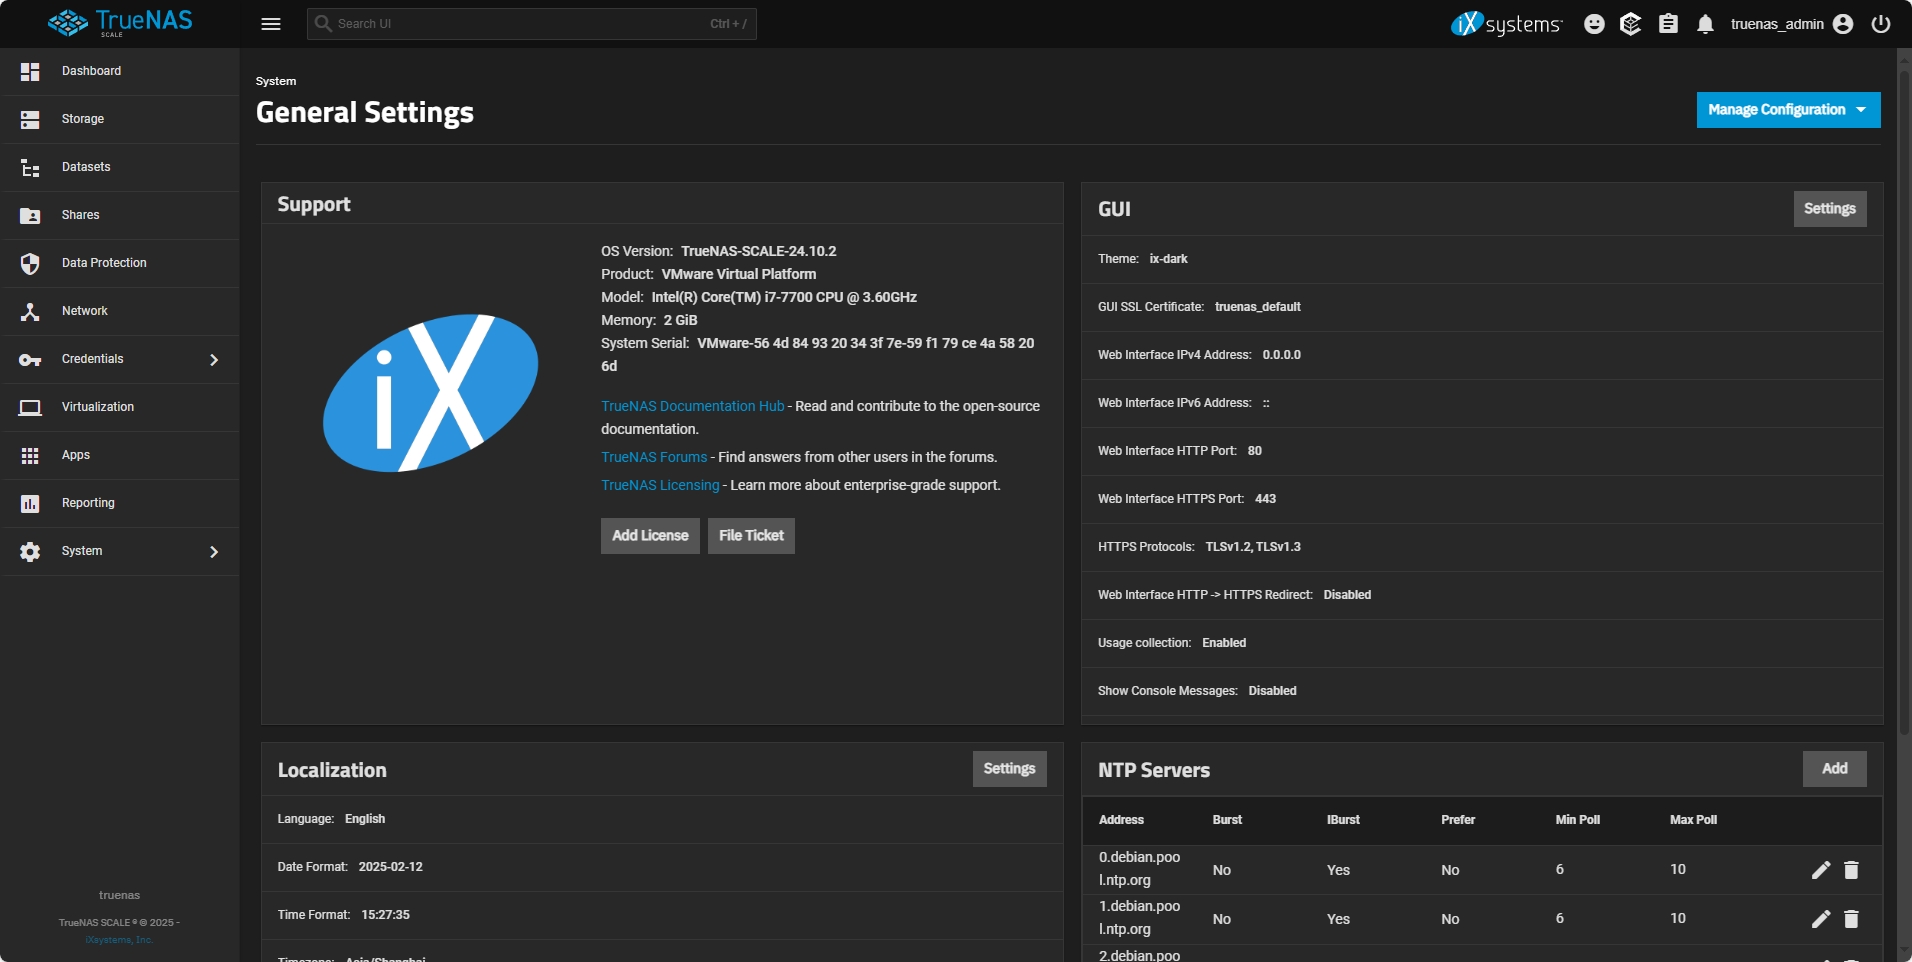 TrueNAS
SCALE
Search UI
Ctrl + /
iXsystems
truenas_admin
Dashboard
Storage
Datasets
Shares
Data Protection
Network
Credentials
Virtualization
Apps
Reporting
System
truenas
TrueNAS SCALE ® © 2025 -
iXsystems, Inc.
System
General Settings
Manage Configuration
Support
iX
OS Version: TrueNAS-SCALE-24.10.2
Product: VMware Virtual Platform
Model: Intel(R) Core(TM) i7-7700 CPU @ 3.60GHz
Memory: 2 GiB
System Serial: VMware-56 4d 84 93 20 34 3f 7e-59 f1 79 ce 4a 58 20
6d
TrueNAS Documentation Hub - Read and contribute to the open-source
documentation.
TrueNAS Forums - Find answers from other users in the forums.
TrueNAS Licensing - Learn more about enterprise-grade support.
Add License
File Ticket
GUI
Settings
Theme: ix-dark
GUI SSL Certificate: truenas_default
Web Interface IPv4 Address: 0.0.0.0
Web Interface IPv6 Address: ::
Web Interface HTTP Port: 80
Web Interface HTTPS Port: 443
HTTPS Protocols: TLSv1.2, TLSv1.3
Web Interface HTTP -> HTTPS Redirect: Disabled
Usage collection: Enabled
Show Console Messages: Disabled
Localization
Settings
Language: English
Date Format: 2025-02-12
Time Format: 15:27:35
Timezone: Asia/Shanghai
NTP Servers
Add
Address Burst IBurst Prefer Min Poll Max Poll
0.debian.poo
l.ntp.org No Yes No 6 10
1.debian.poo
l.ntp.org No Yes No 6 10
2.debian.poo